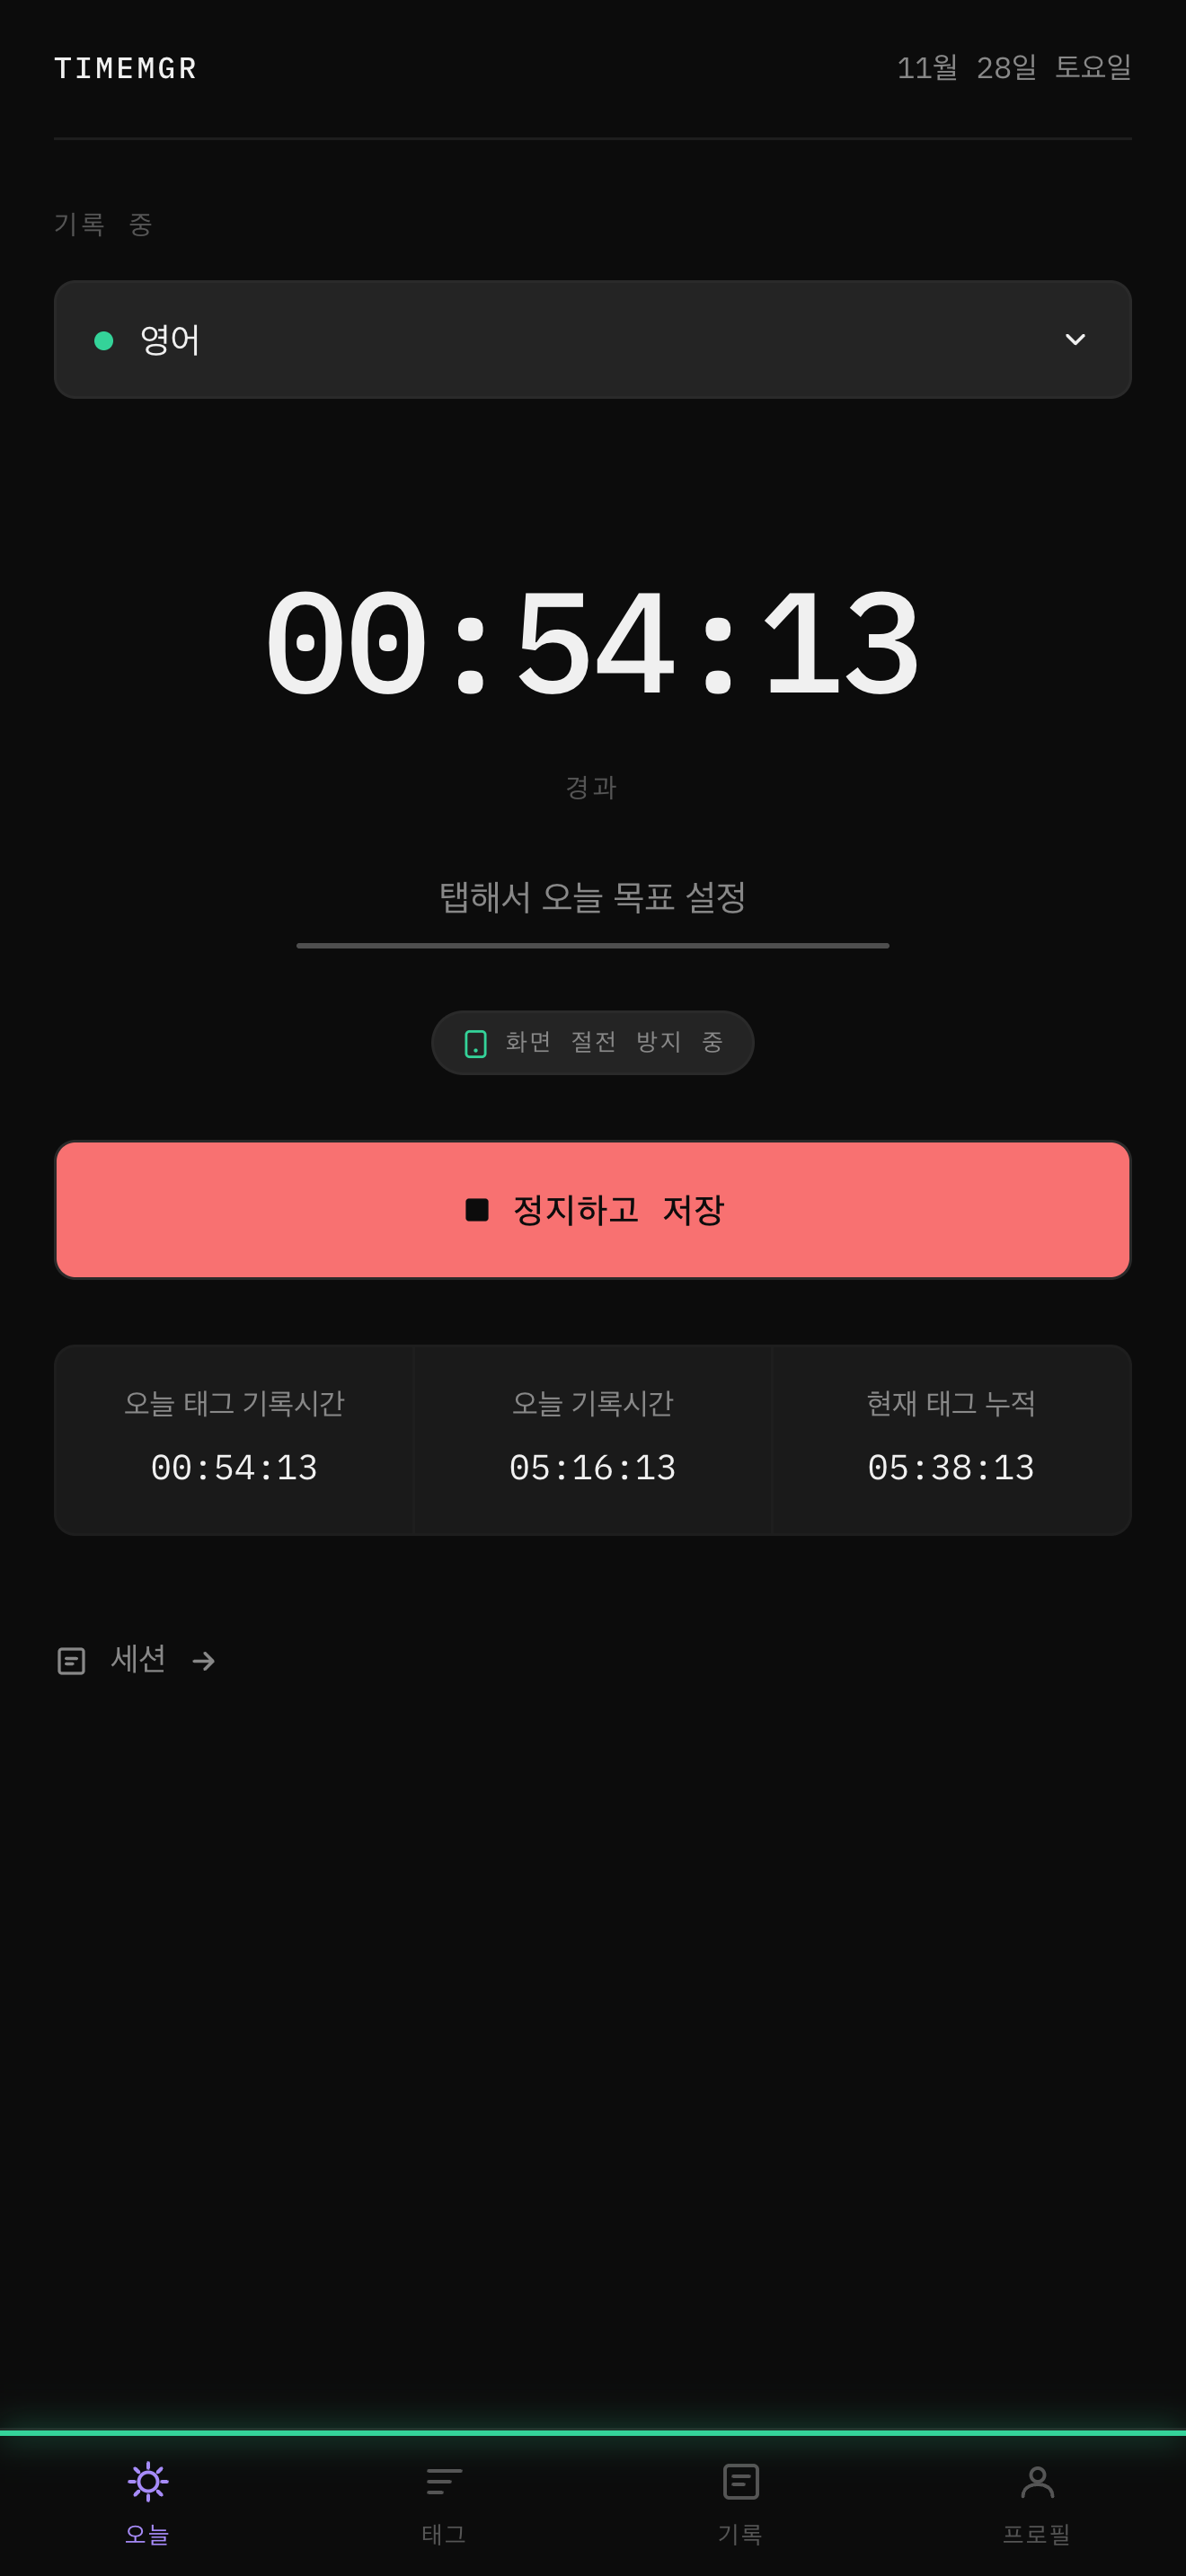 TIMEMGR
11월 28일 토요일
기록 중
영어
00:54:13
경과
탭해서 오늘 목표 설정
화면 절전 방지 중
정지하고 저장
오늘 태그 기록시간
00:54:13
오늘 기록시간
05:16:13
현재 태그 누적
05:38:13
세션
오늘
태그
기록
프로필